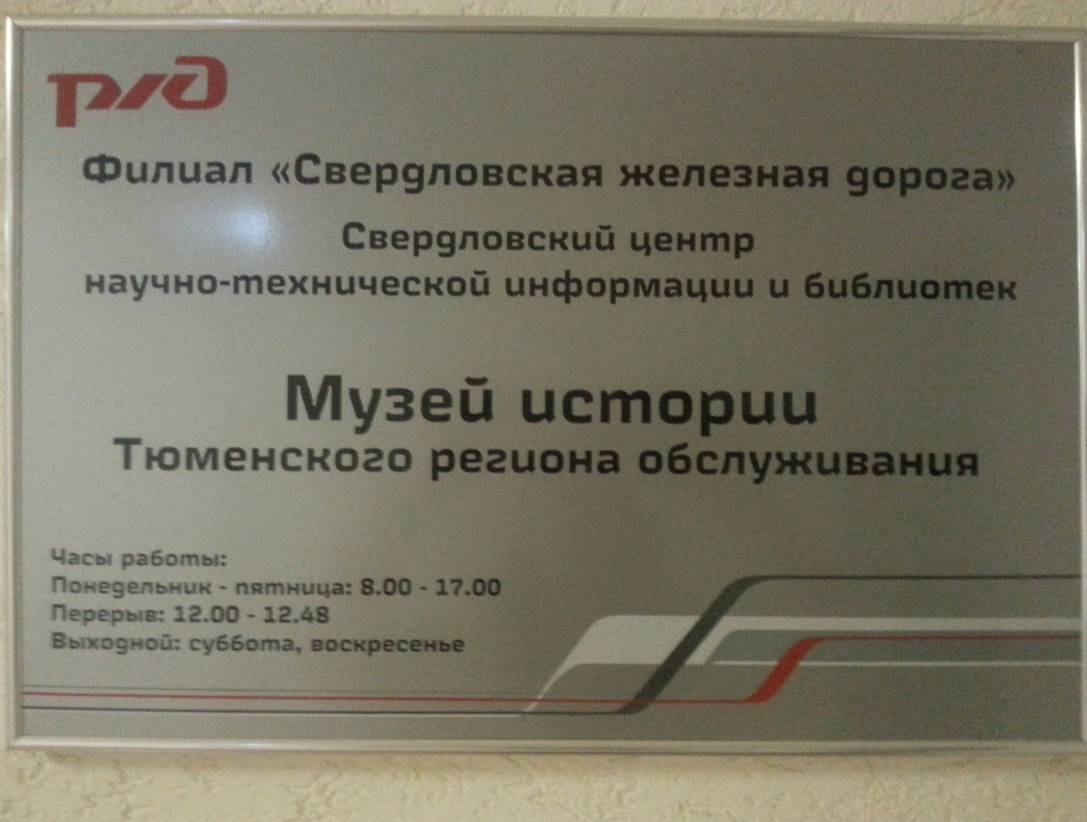 РЖД
Филиал «Свердловская железная дорога»
Свердловский центр
научно-технической информации и библиотек
Музей истории
Тюменского региона обслуживания
Часы работы:
Понедельник - пятница: 8.00 - 17.00
Перерыв: 12.00 - 12.48
Выходной: суббота, воскресенье